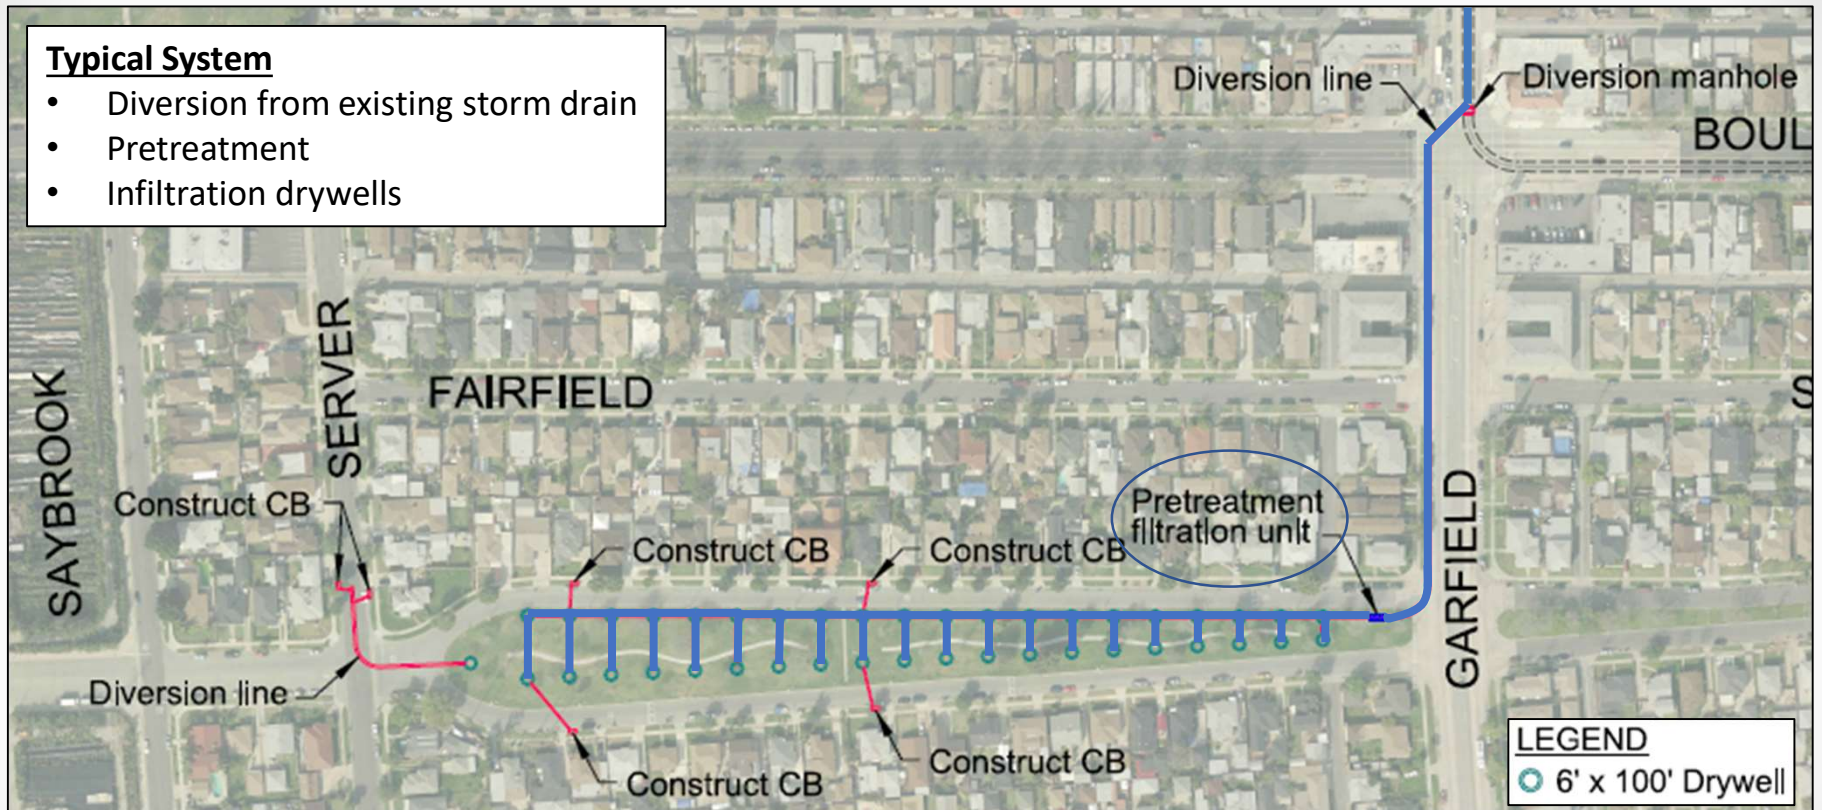 Typical System
• Diversion from existing storm drain
• Pretreatment
• Infiltration drywells
Diversion line
Diversion manhole
BOUL
SAYBROOK
SERVER
FAIRFIELD
S
Construct CB
Construct CB
Construct CB
Pretreatment
filtration unit
GARFIELD
Diversion line
Construct CB
Construct CB
LEGEND
6' x 100' Drywell